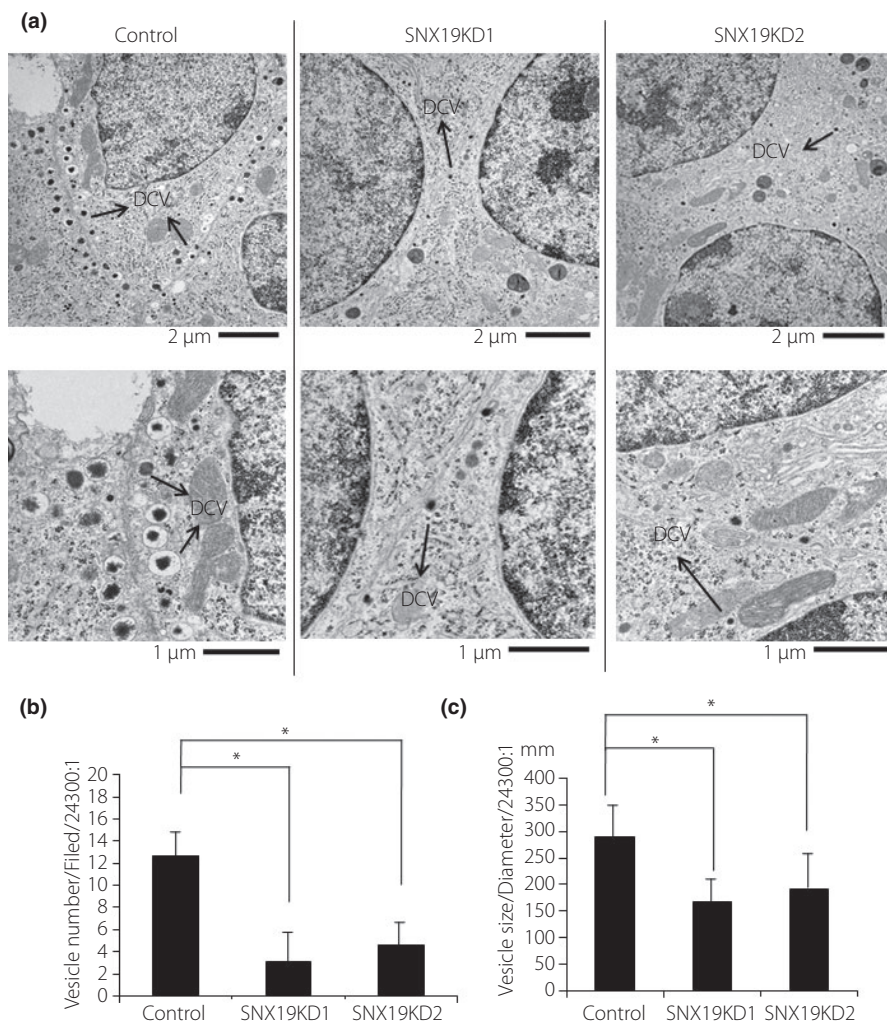 (a)
Control SNX19KD1 SNX19KD2
DCV DCV DCV
2 μm 2 μm 2 μm
DCV DCV DCV
1 μm 1 μm 1 μm
(b)
Vesicle number/Filed/24300:1
20
18
16
14
12
10
8
6
4
2
0
* *
Control SNX19KD1 SNX19KD2
(c)
Vesicle size/Diameter/24300:1
mm
400
350
300
250
200
150
100
50
0
* *
Control SNX19KD1 SNX19KD2